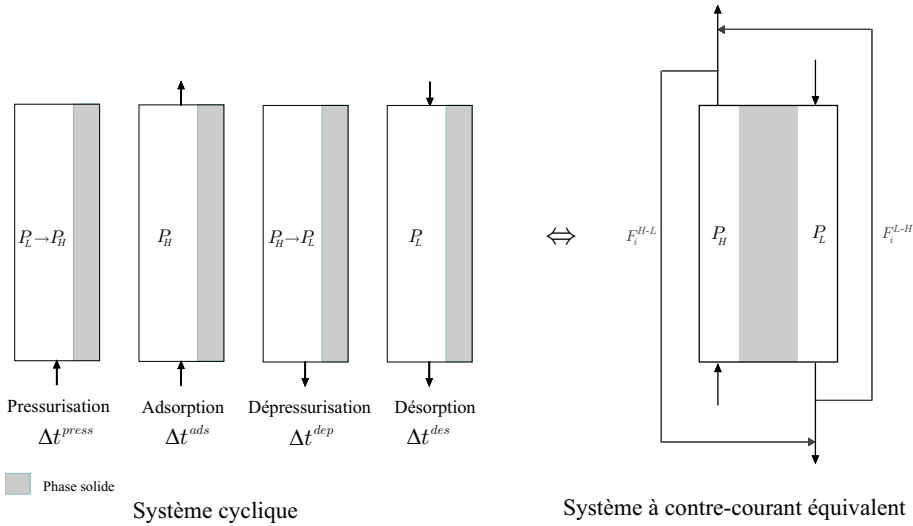 P_L→P_H
P_H
P_H→P_L
P_L
⇔
F_i^{H-L}
P_H
P_L
F_i^{L-H}
Pressurisation
Adsorption
Dépressurisation
Désorption
Δt^{press}
Δt^{ads}
Δt^{dep}
Δt^{des}
Phase solide
Système cyclique
Système à contre-courant équivalent